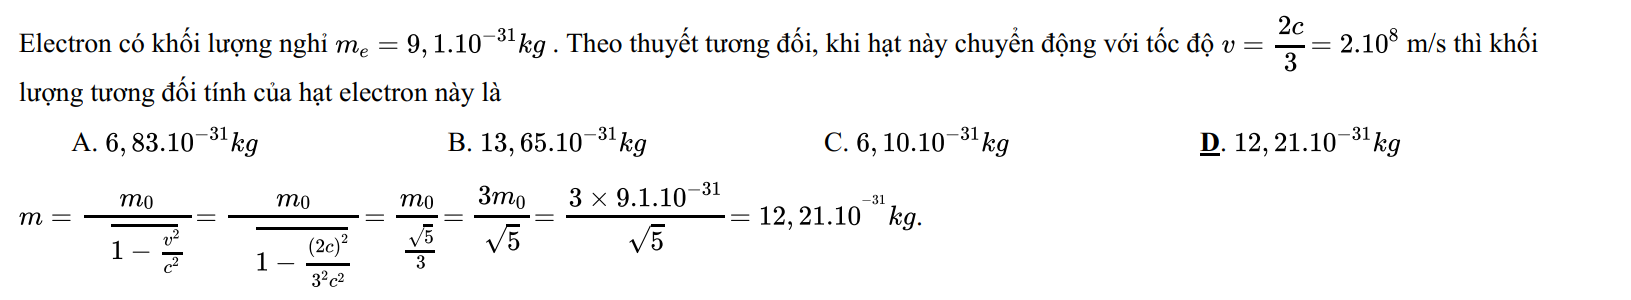 Electron có khối lượng nghỉ $m_e = 9,1.10^{-31}kg$ . Theo thuyết tương đối, khi hạt này chuyển động với tốc độ $v = \frac{2c}{3} = 2.10^8$ m/s thì khối
lượng tương đối tính của hạt electron này là
A. $6,83.10^{-31}kg$ B. $13,65.10^{-31}kg$ C. $6,10.10^{-31}kg$ D. $12,21.10^{-31}kg$
$m = \frac{m_0}{\overline{1 - \frac{v^2}{c^2}}} = \frac{m_0}{\overline{1 - \frac{(2c)^2}{3^2c^2}}} = \frac{m_0}{\frac{\sqrt{5}}{3}} = \frac{3m_0}{\sqrt{5}} = \frac{3 \times 9.1.10^{-31}}{\sqrt{5}} = 12,21.10^{-31}kg.$